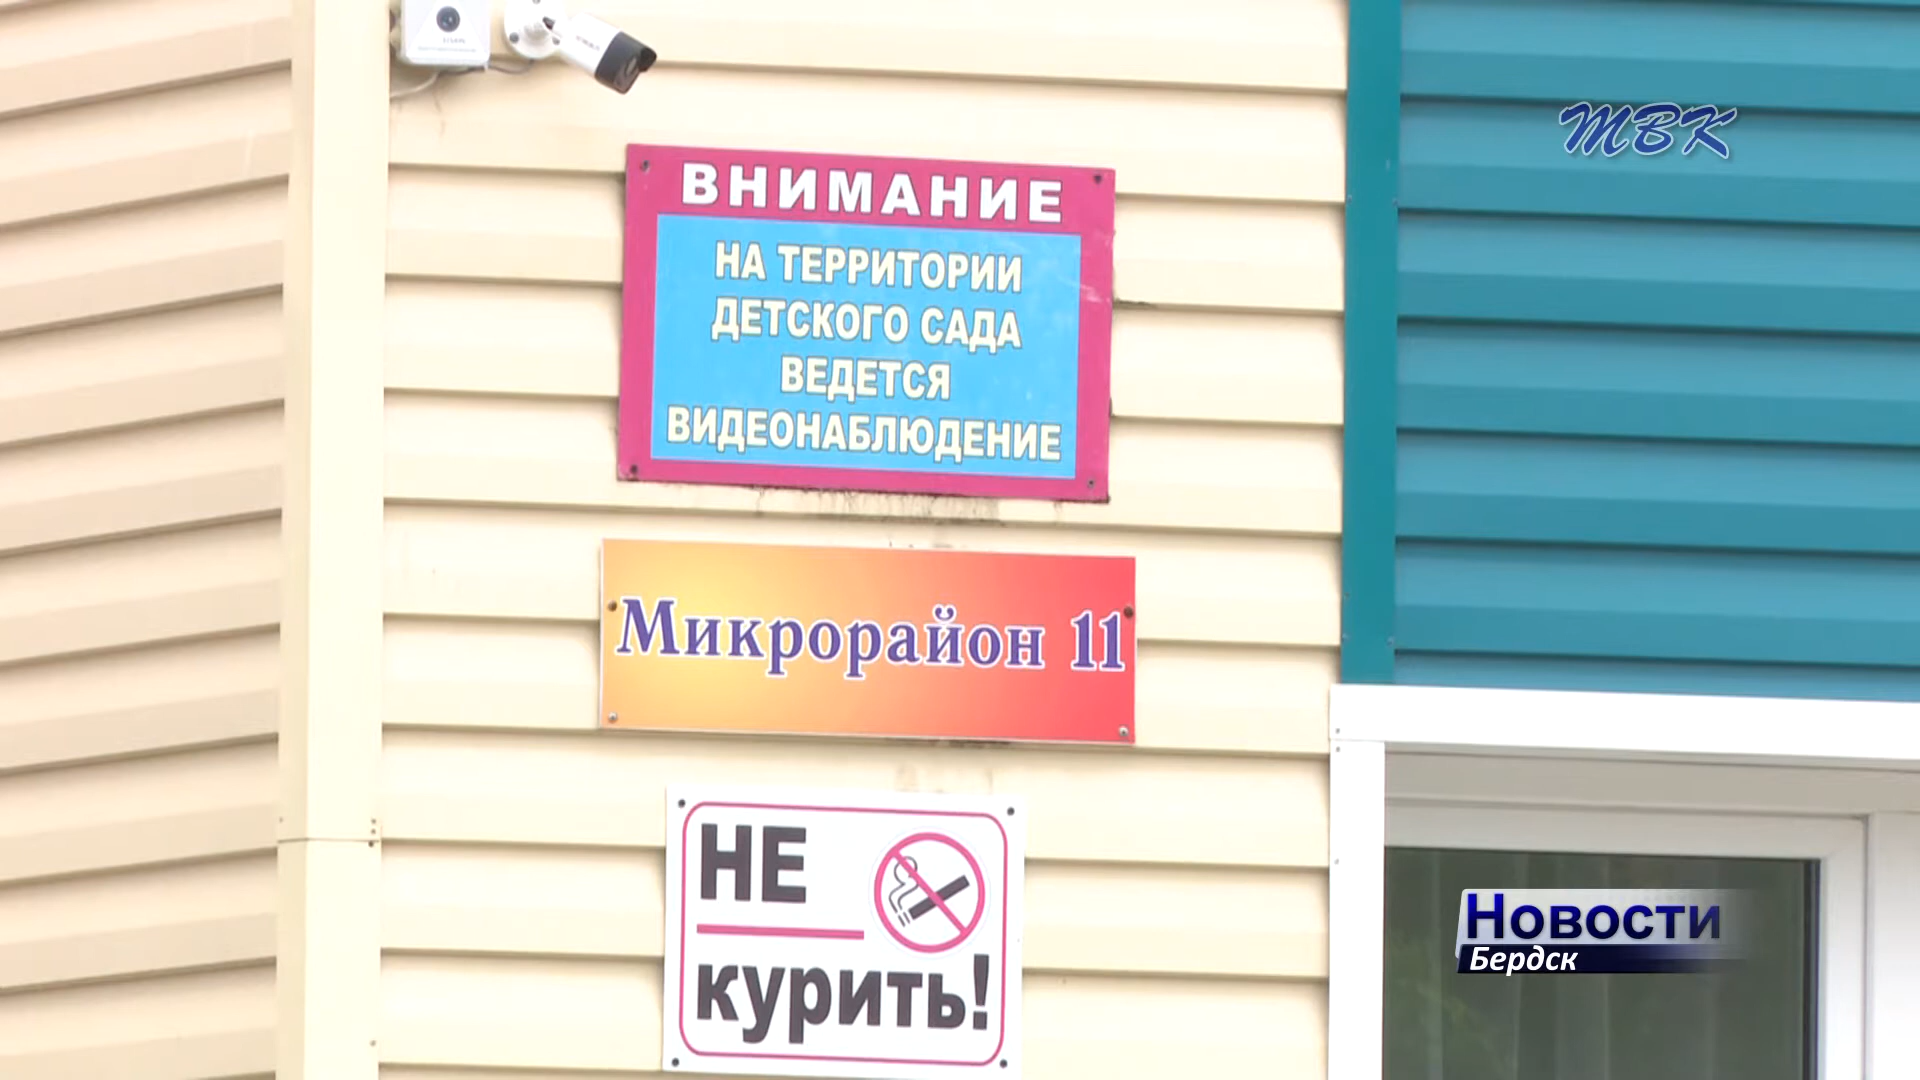 ТВК
ВНИМАНИЕ
НА ТЕРРИТОРИИ
ДЕТСКОГО САДА
ВЕДЕТСЯ
ВИДЕОНАБЛЮДЕНИЕ
Микрорайон 11
НЕ
КУРИТЬ!
Новости
Бердск